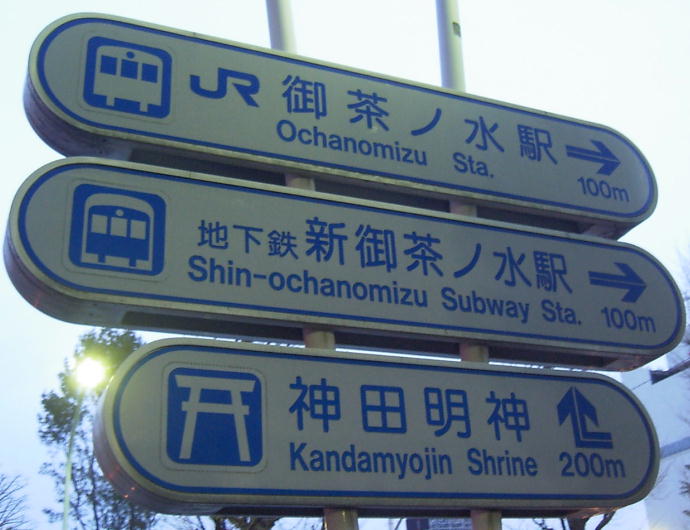 JR 御茶ノ水駅
Ochanomizu Sta. 100m
地下鉄 新御茶ノ水駅
Shin-ochanomizu Subway Sta. 100m
神田明神
Kandamyojin Shrine 200m